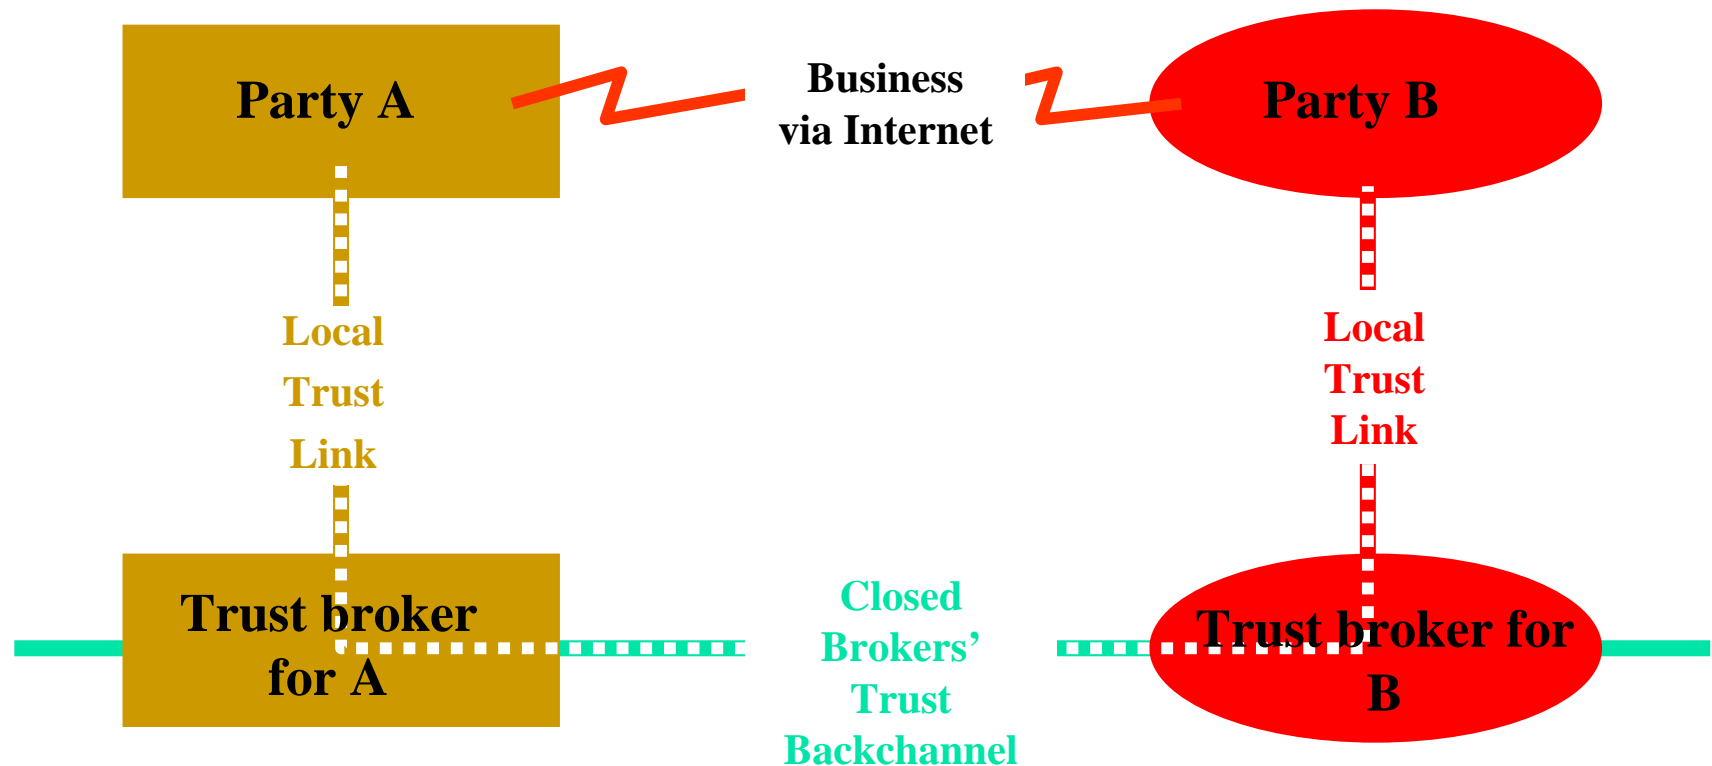 Party A
Business
via Internet
Party B
Local
Trust
Link
Local
Trust
Link
Trust broker
for A
Closed
Brokers’
Trust
Backchannel
Trust broker for
B